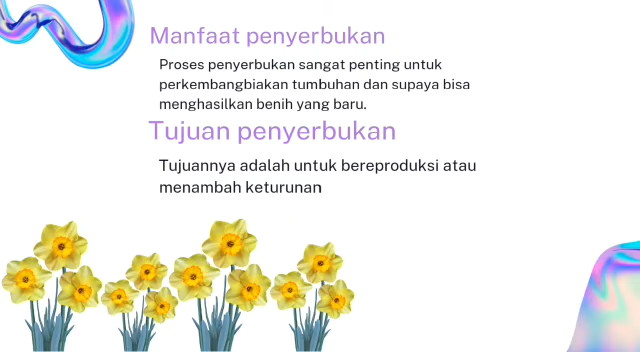 Manfaat penyerbukan
Proses penyerbukan sangat penting untuk
perkembangbiakan tumbuhan dan supaya bisa
menghasilkan benih yang baru.
Tujuan penyerbukan
Tujuannya adalah untuk bereproduksi atau
menambah keturunan